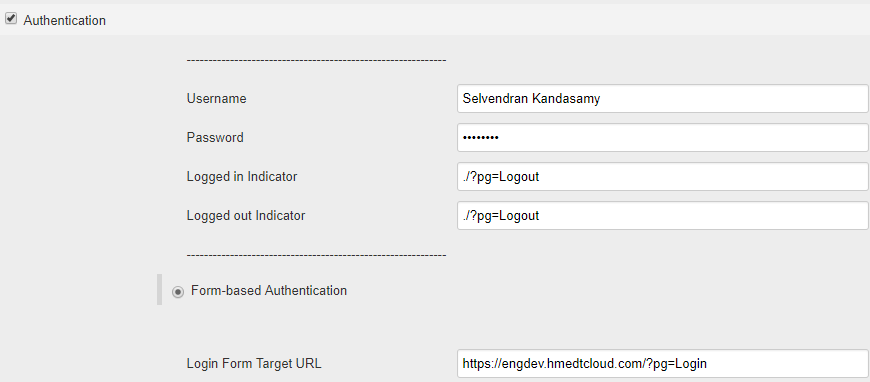 Authentication
------------------------------------------------------------
Username Selvendran Kandasamy
Password ••••••••
Logged in Indicator ./?pg=Logout
Logged out Indicator ./?pg=Logout
------------------------------------------------------------
Form-based Authentication
Login Form Target URL https://engdev.hmedtcloud.com/?pg=Login